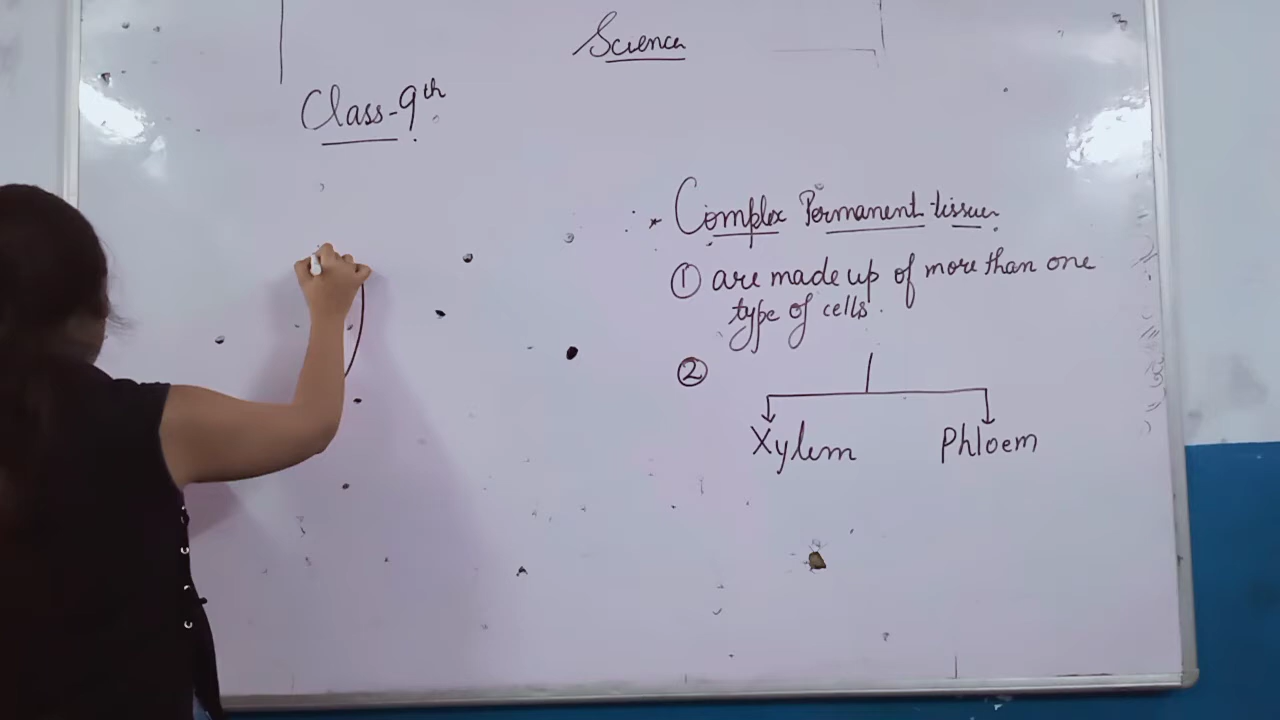 Science
Class-9th
Complex Permanent tissue
① are made up of more than one
type of cells.
②
Xylem Phloem